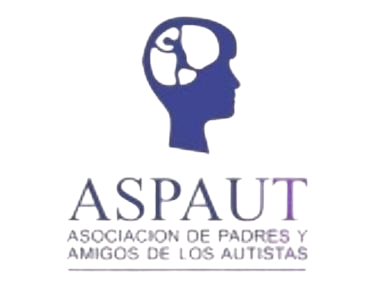 ASPAUT
ASOCIACION DE PADRES Y
AMIGOS DE LOS AUTISTAS